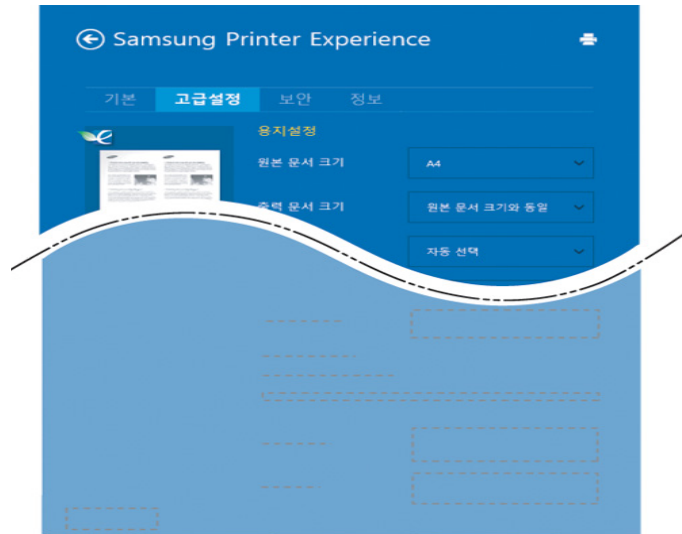 Samsung Printer Experience
기본 고급설정 보안 정보
용지설정
원본 문서 크기 A4
출력 문서 크기 원본 문서 크기와 동일
자동 선택